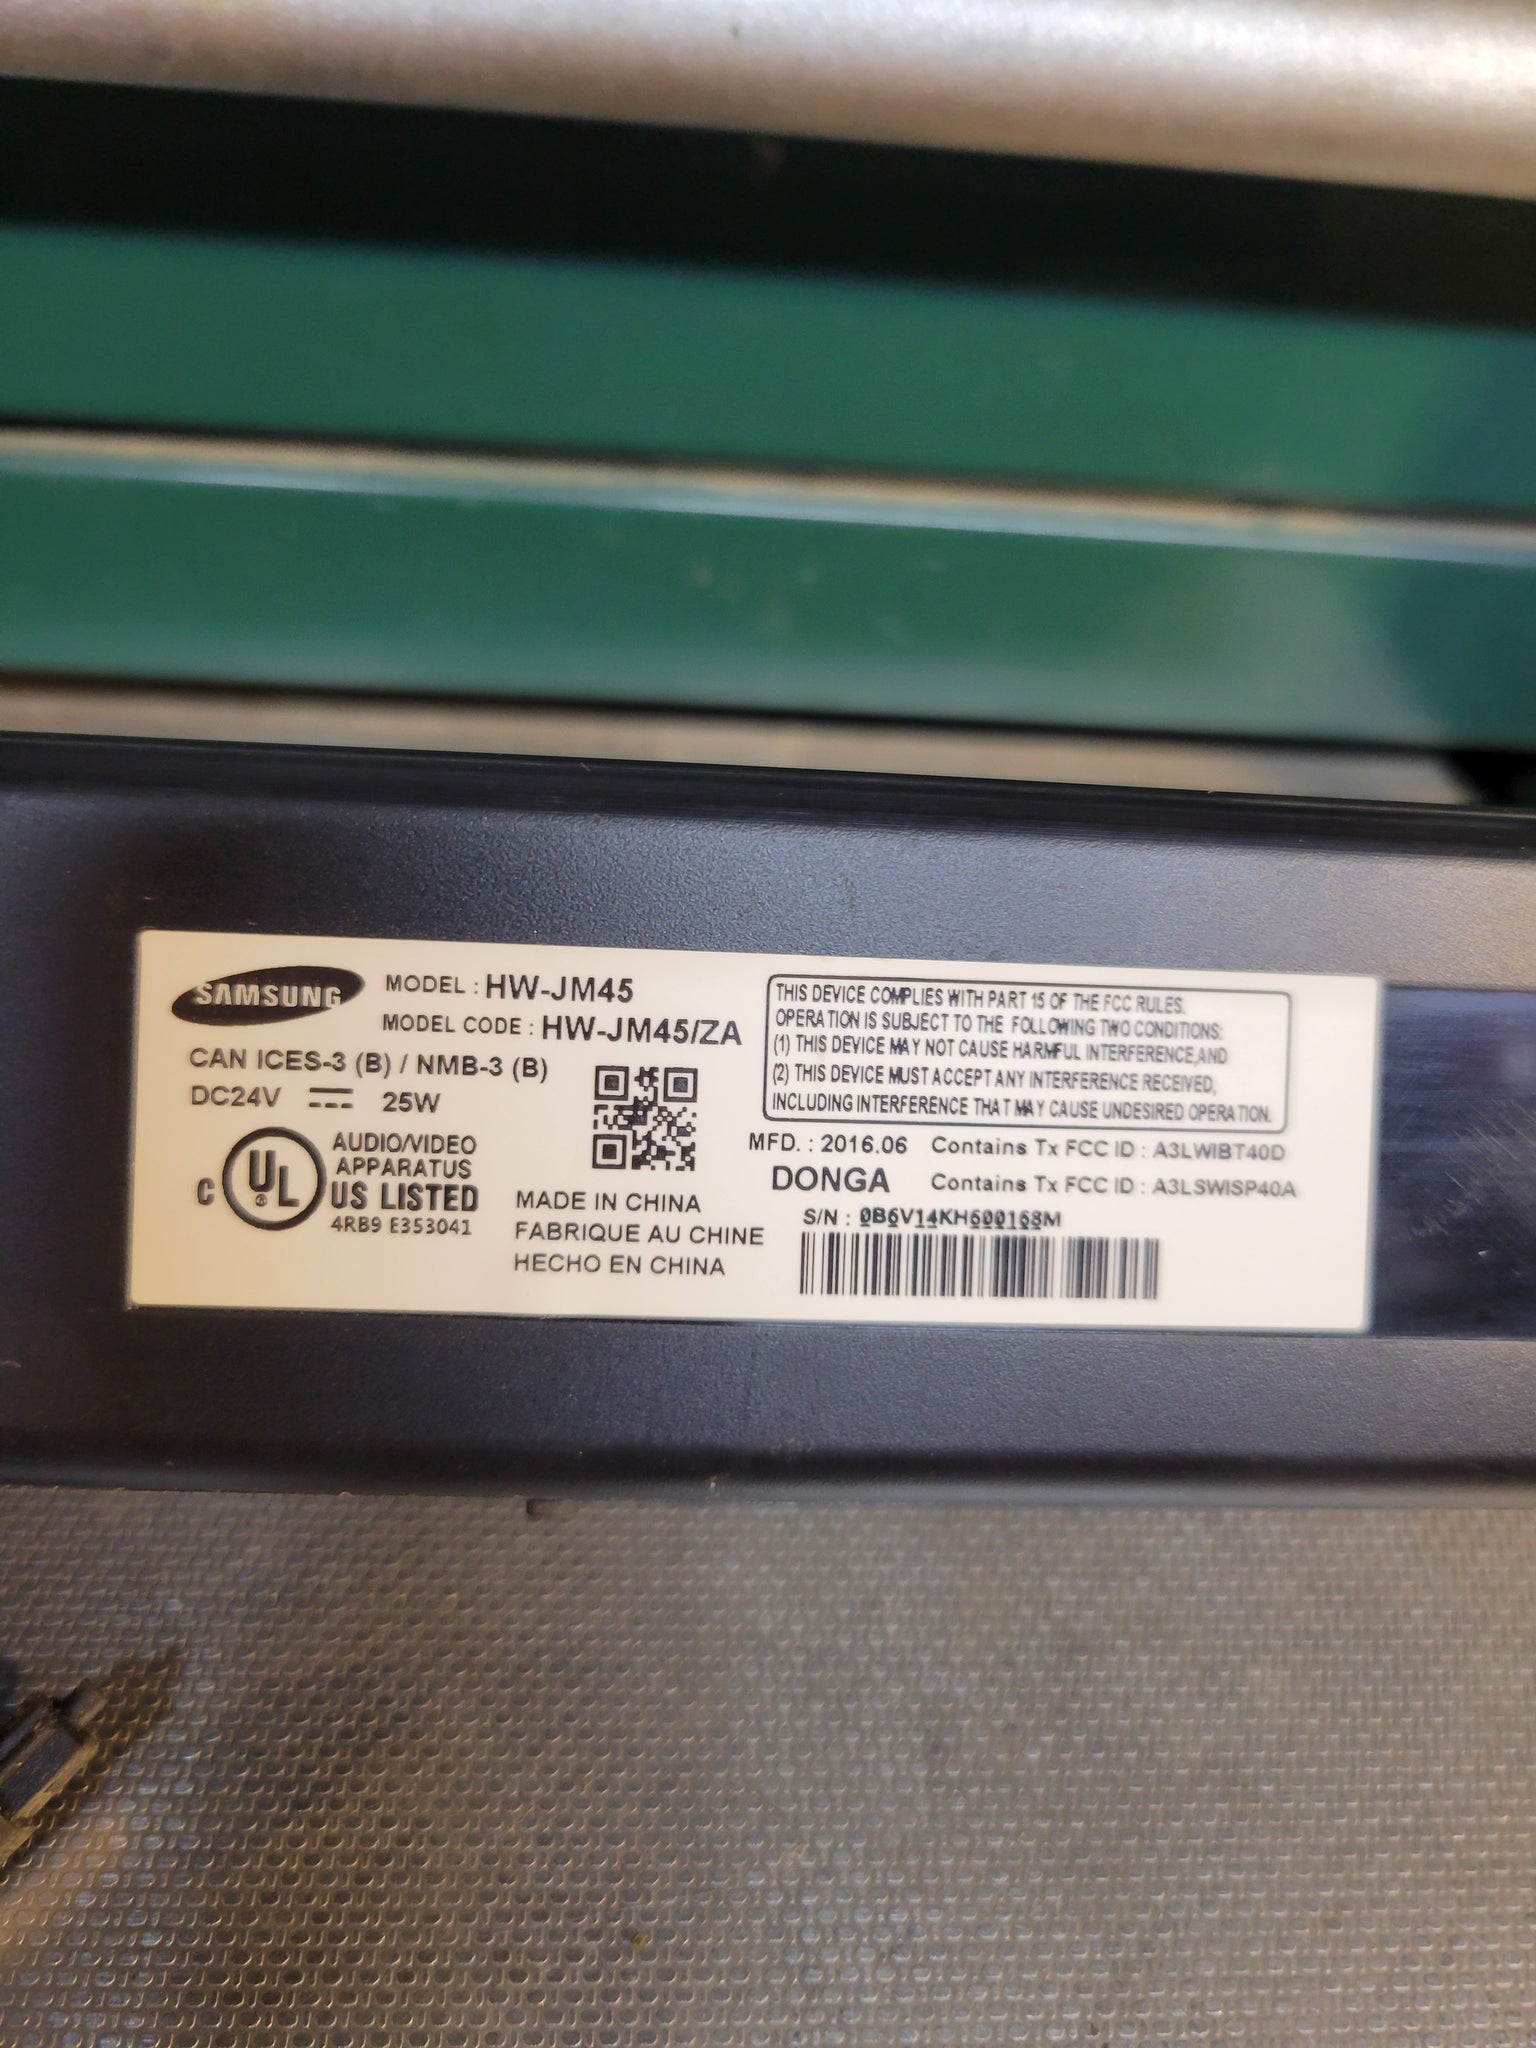 SAMSUNG
MODEL : HW-JM45
MODEL CODE : HW-JM45/ZA
CAN ICES-3 (B) / NMB-3 (B)
DC24V 25W
C UL ® AUDIO/VIDEO
APPARATUS
US LISTED
4RB9 E353041
MADE IN CHINA
FABRIQUE AU CHINE
HECHO EN CHINA
THIS DEVICE COMPLIES WITH PART 15 OF THE FCC RULES.
OPERATION IS SUBJECT TO THE FOLLOWING TWO CONDITIONS:
(1) THIS DEVICE MAY NOT CAUSE HARMFUL INTERFERENCE,AND
(2) THIS DEVICE MUST ACCEPT ANY INTERFERENCE RECEIVED,
INCLUDING INTERFERENCE THAT MAY CAUSE UNDESIRED OPERATION.
MFD. : 2016.06 Contains Tx FCC ID : A3LWIBT40D
DONGA Contains Tx FCC ID : A3LSWISP40A
S/N : 0B6V14KH600168M